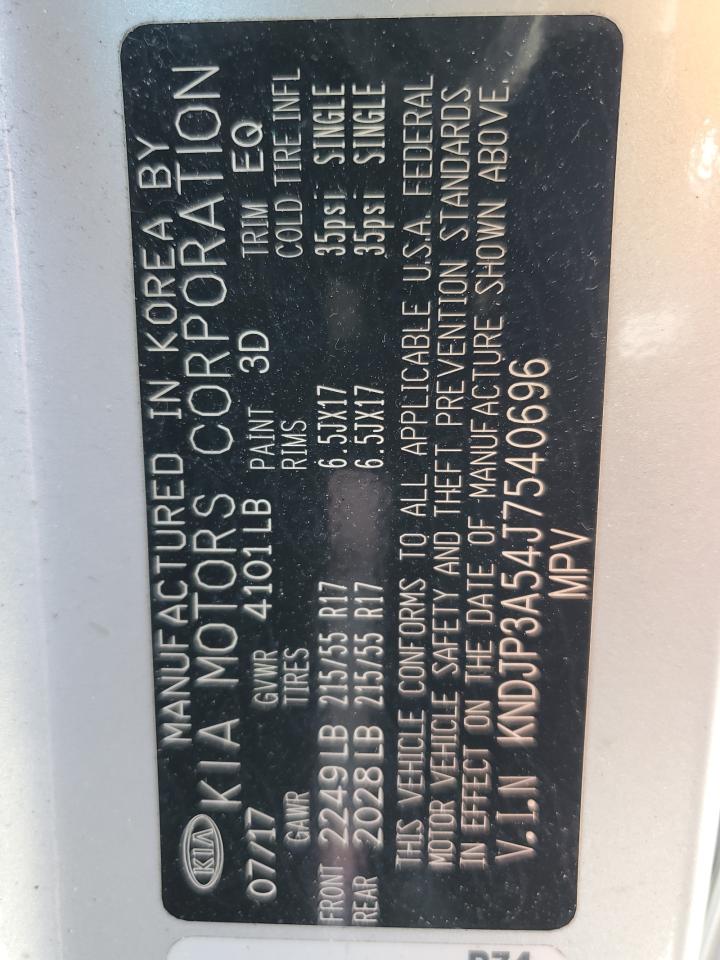 MANUFACTURED IN KOREA BY
KIA KIA MOTORS CORPORATION
07/17 GVWR 4101LB PAINT 3D TRIM EQ
GAWR TIRES RIMS COLD TIRE INFL
FRONT 2249LB 215/55 R17 6.5JX17 35psi SINGLE
REAR 2028LB 215/55 R17 6.5JX17 35psi SINGLE
THIS VEHICLE CONFORMS TO ALL APPLICABLE U.S.A. FEDERAL
MOTOR VEHICLE SAFETY AND THEFT PREVENTION STANDARDS
IN EFFECT ON THE DATE OF MANUFACTURE SHOWN ABOVE.
V.I.N KNDJP3A54J7540696
MPV